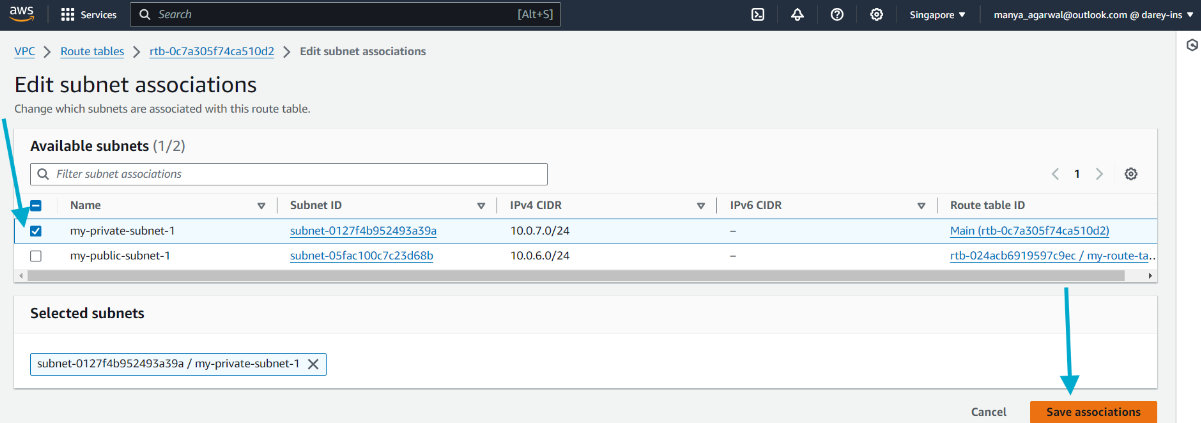 aws Services Search [Alt+S] Singapore manya_agarwal@outlook.com @ darey-ins
VPC Route tables rtb-0c7a305f74ca510d2 Edit subnet associations
Edit subnet associations
Change which subnets are associated with this route table.
Available subnets (1/2)
Filter subnet associations 1
Name Subnet ID IPv4 CIDR IPv6 CIDR Route table ID
my-private-subnet-1 subnet-0127f4b952493a39a 10.0.7.0/24 – Main (rtb-0c7a305f74ca510d2)
my-public-subnet-1 subnet-05fac100c7c23d68b 10.0.6.0/24 – rtb-024acb6919597c9ec / my-route-ta...
Selected subnets
subnet-0127f4b952493a39a / my-private-subnet-1
Cancel Save associations